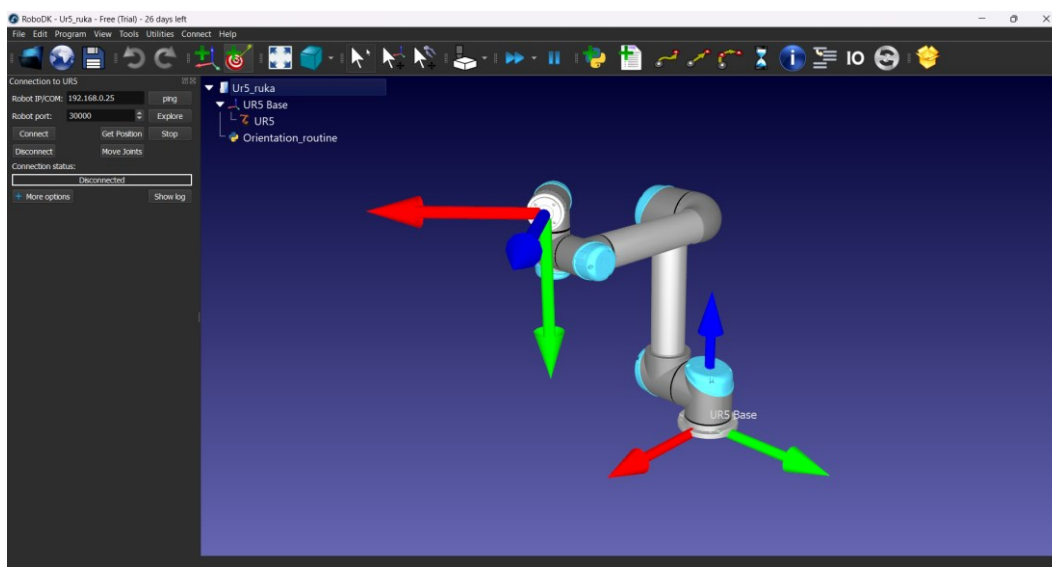 RoboDK - Ur5_ruka - Free (Trial) - 26 days left
File Edit Program View Tools Utilities Connect Help
IO
Connection to UR5
Robot IP/COM: 192.168.0.25 ping
Robot port: 30000 Explore
Connect Get Position Stop
Disconnect Move Joints
Connection status:
Disconnected
+ More options Show log
Ur5_ruka
UR5 Base
UR5
Orientation_routine
UR5 Base